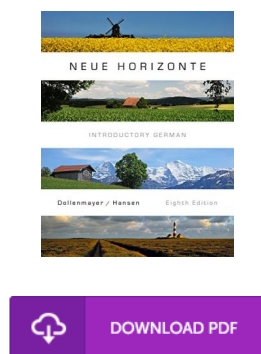 NEUE HORIZONTE
INTRODUCTORY GERMAN
Dollenmayer / Hansen Eighth Edition
DOWNLOAD PDF